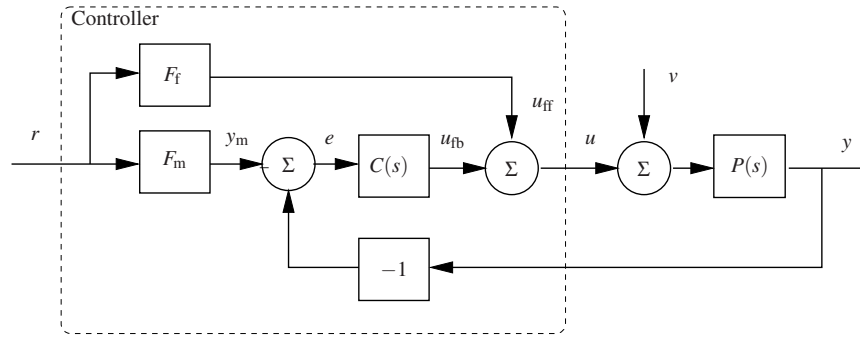 Controller
F_f
v
r
F_m
y_m
Σ
e
C(s)
u_fb
u_ff
Σ
u
Σ
P(s)
y
−1